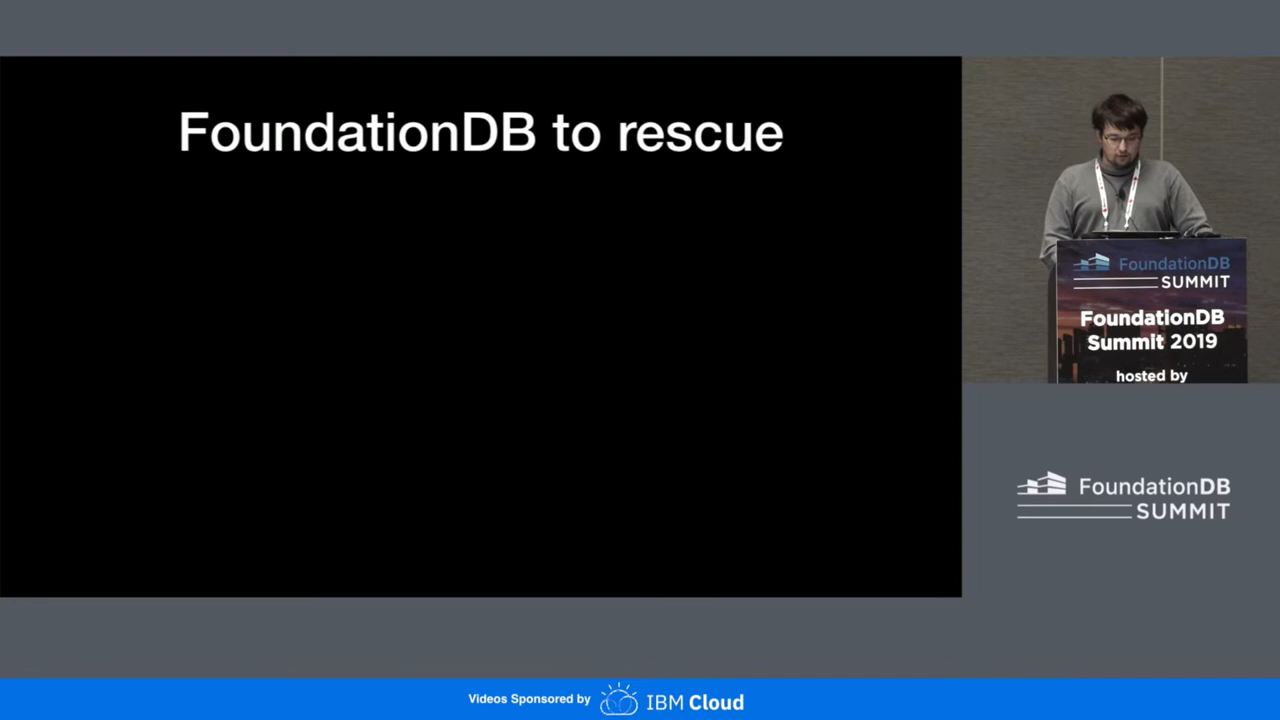 FoundationDB to rescue
FoundationDB
SUMMIT
FoundationDB
Summit 2019
hosted by
FoundationDB
SUMMIT
Videos Sponsored by IBM Cloud